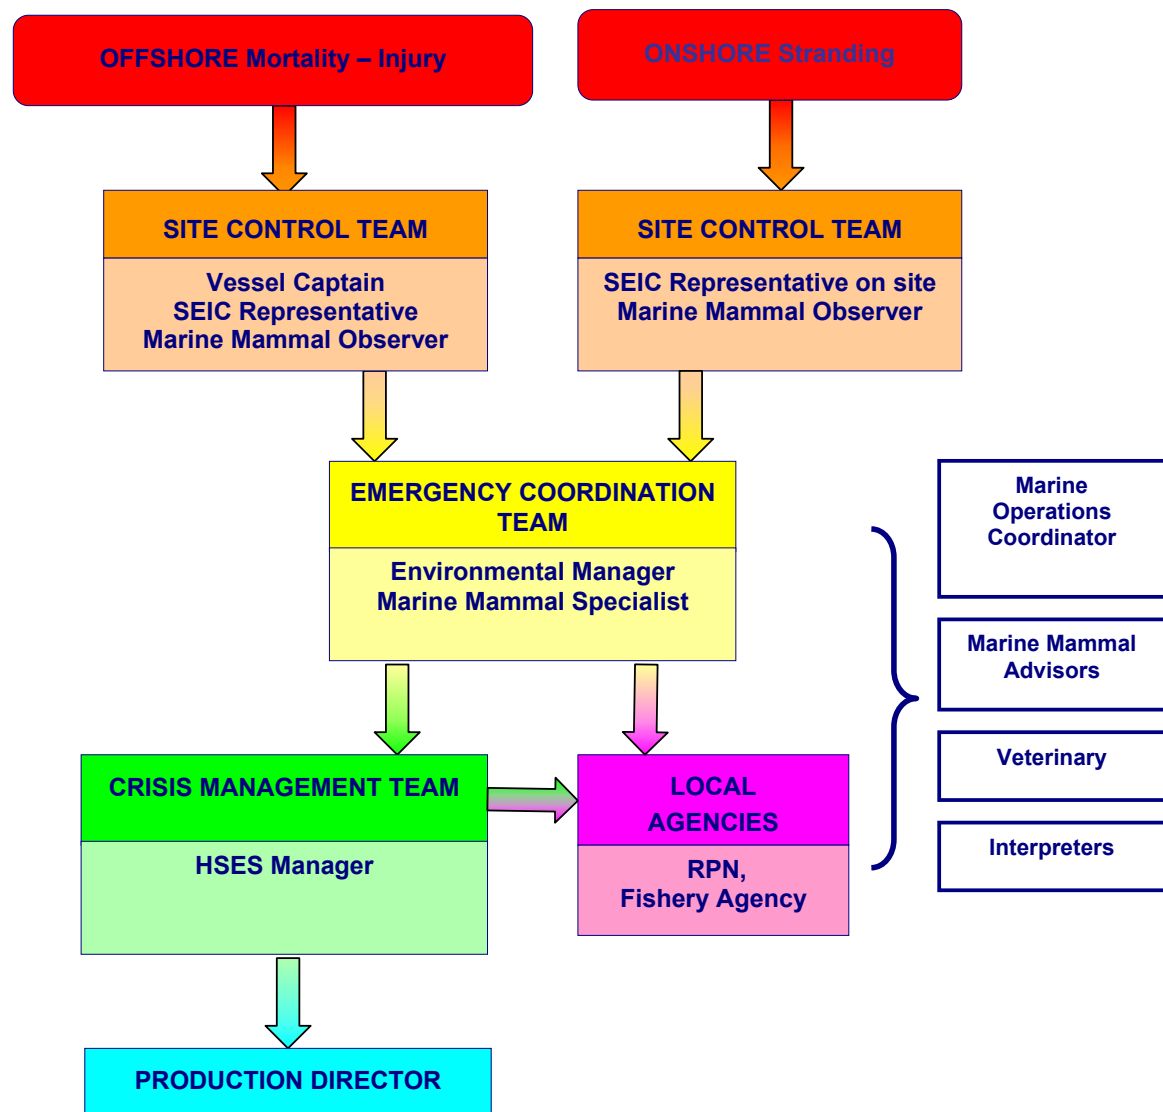 OFFSHORE Mortality – Injury
ONSHORE Stranding
SITE CONTROL TEAM
Vessel Captain
SEIC Representative
Marine Mammal Observer
SITE CONTROL TEAM
SEIC Representative on site
Marine Mammal Observer
EMERGENCY COORDINATION
TEAM
Environmental Manager
Marine Mammal Specialist
Marine
Operations
Coordinator
Marine Mammal
Advisors
Veterinary
Interpreters
CRISIS MANAGEMENT TEAM
HSES Manager
LOCAL
AGENCIES
RPN,
Fishery Agency
PRODUCTION DIRECTOR